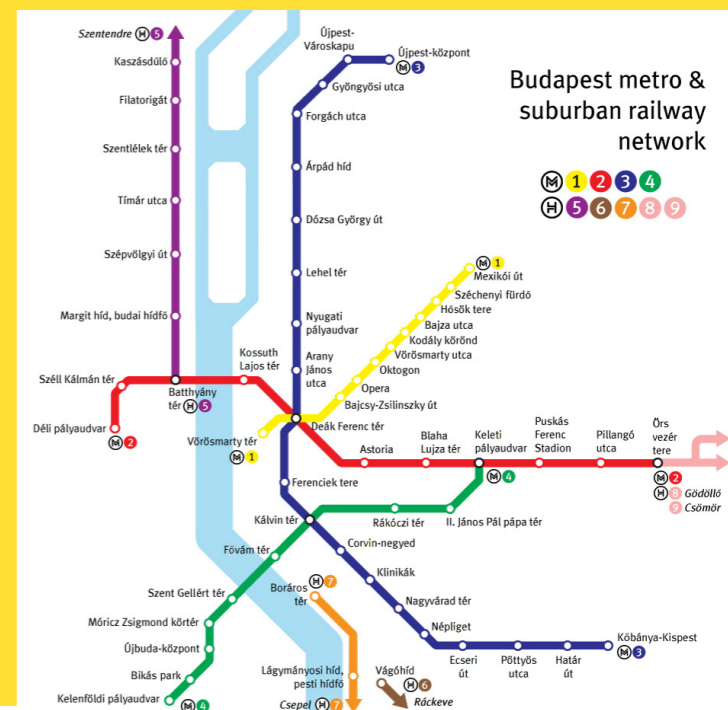 Budapest metro &
suburban railway
network
M 1 2 3 4
H 5 6 7 8 9
Szentendre H 5
Kaszásdűlő
Filatorigát
Szentlélek tér
Tímár utca
Szépvölgyi út
Margit híd, budai hídfő
Széll Kálmán tér
Batthyány
tér H 5
Déli pályaudvar
M 2
Kossuth
Lajos tér
Újpest-
Városkapu
Újpest-központ
M 3
Gyöngyösi utca
Forgách utca
Árpád híd
Dózsa György út
Lehel tér
Nyugati
pályaudvar
Arany
János
utca
M 1
Mexikói út
Széchenyi fürdő
Hősök tere
Bajza utca
Kodály körönd
Vörösmarty utca
Oktogon
Opera
Bajcsy-Zsilinszky út
Deák Ferenc tér
Vörösmarty tér
M 1
Astoria
Blaha
Lujza tér
Keleti
pályaudvar
M 4
Puskás
Ferenc
Stadion
Pillangó
utca
Örs
vezér
tere
M 2
H 8 Gödöllő
9 Csömör
Ferenciek tere
Kálvin tér
Rákóczi tér
II. János Pál pápa tér
Fővám tér
Corvin-negyed
Klinikák
Nagyvárad tér
Népliget
Ecseri
út
Pöttyös
utca
Határ
út
Kőbánya-Kispest
M 3
Szent Gellért tér
Móricz Zsigmond körtér
Újbuda-központ
Bikás park
Kelenföldi pályaudvar
M 4
Boráros
tér
H 7
Lágymányosi híd,
pesti hídfő
Csepel H 7
Vágóhíd
H 6
Ráckeve